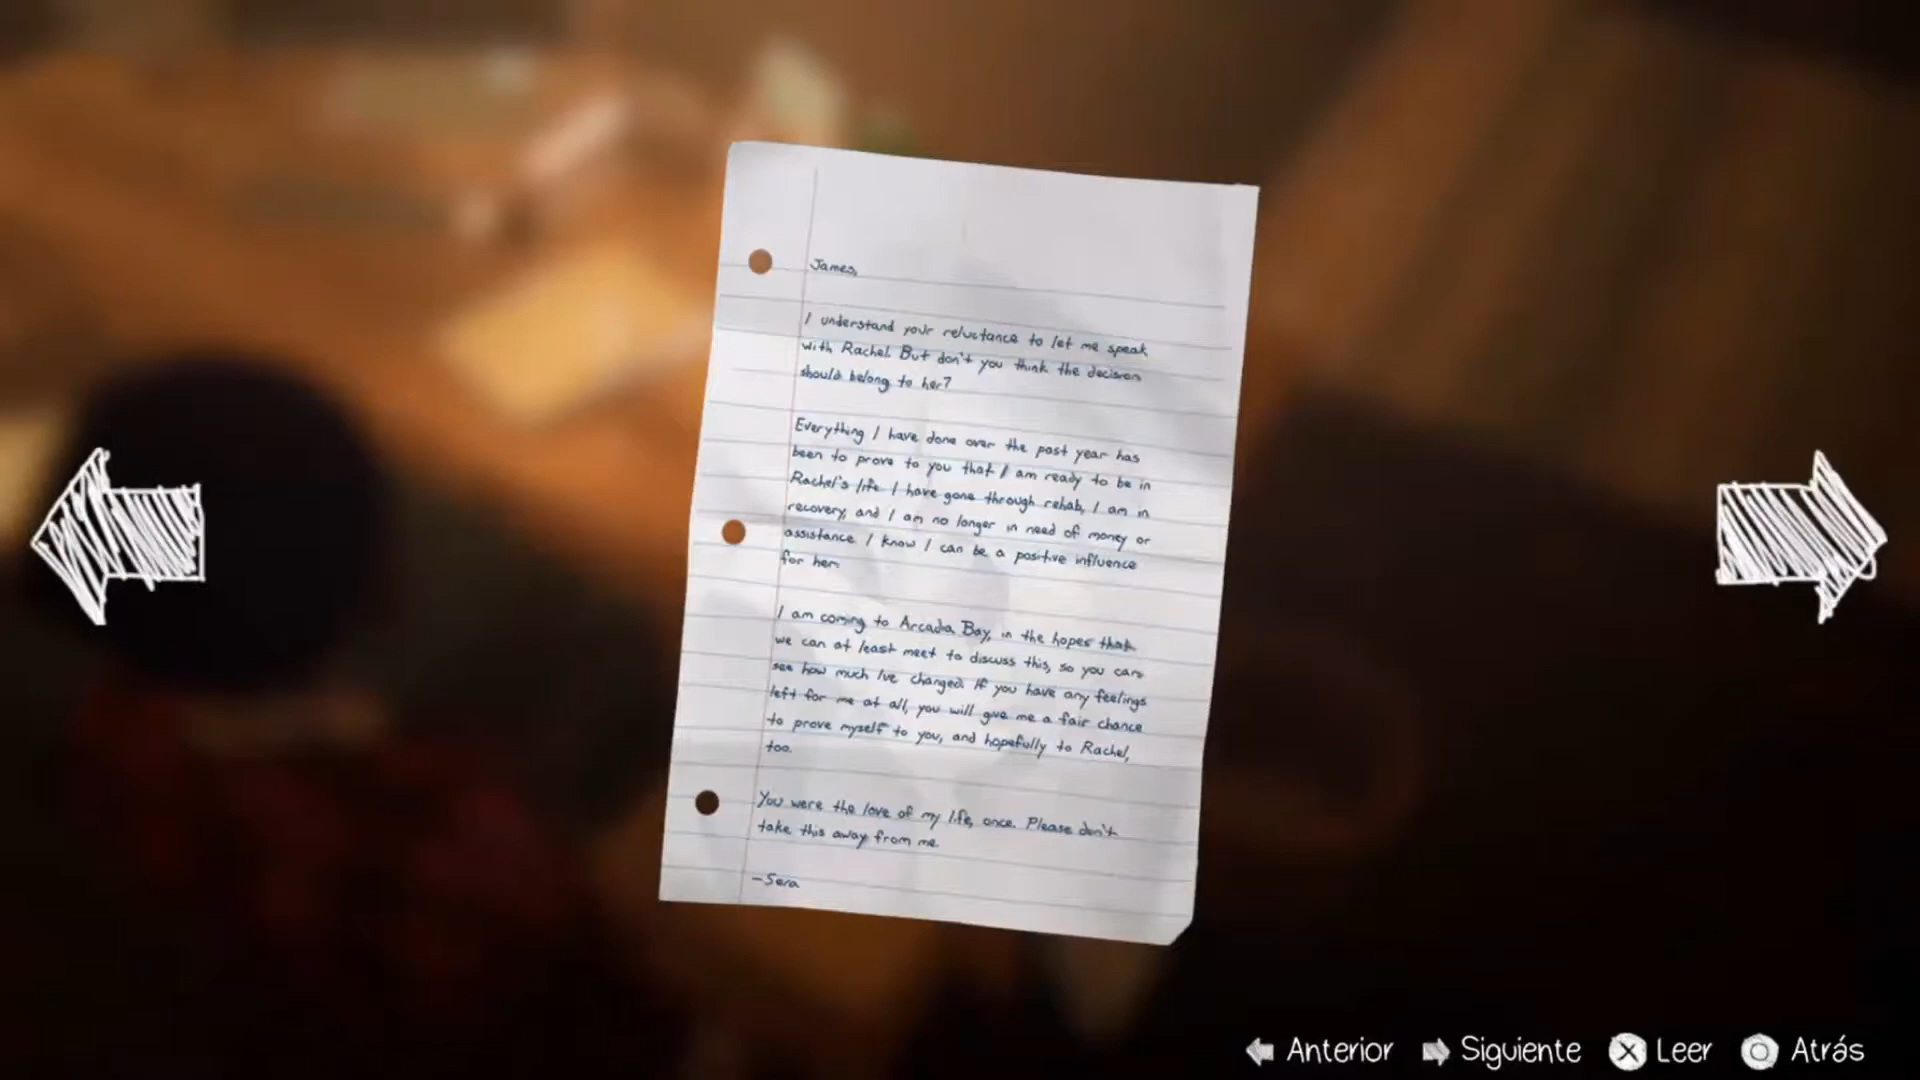 James,
I understand your reluctance to let me speak
with Rachel. But don't you think the decision
should belong to her?
Everything I have done over the past year has
been to prove to you that I am ready to be in
Rachel's life. I have gone through rehab, I am in
recovery, and I am no longer in need of money or
assistance. I know I can be a positive influence
for her.
I am coming to Arcadia Bay, in the hopes that
we can at least meet to discuss this, so you can
see how much I've changed. If you have any feelings
left for me at all, you will give me a fair chance
to prove myself to you, and hopefully to Rachel,
too.
You were the love of my life, once. Please don't
take this away from me.
-Sera
Anterior Siguiente Leer Atrás